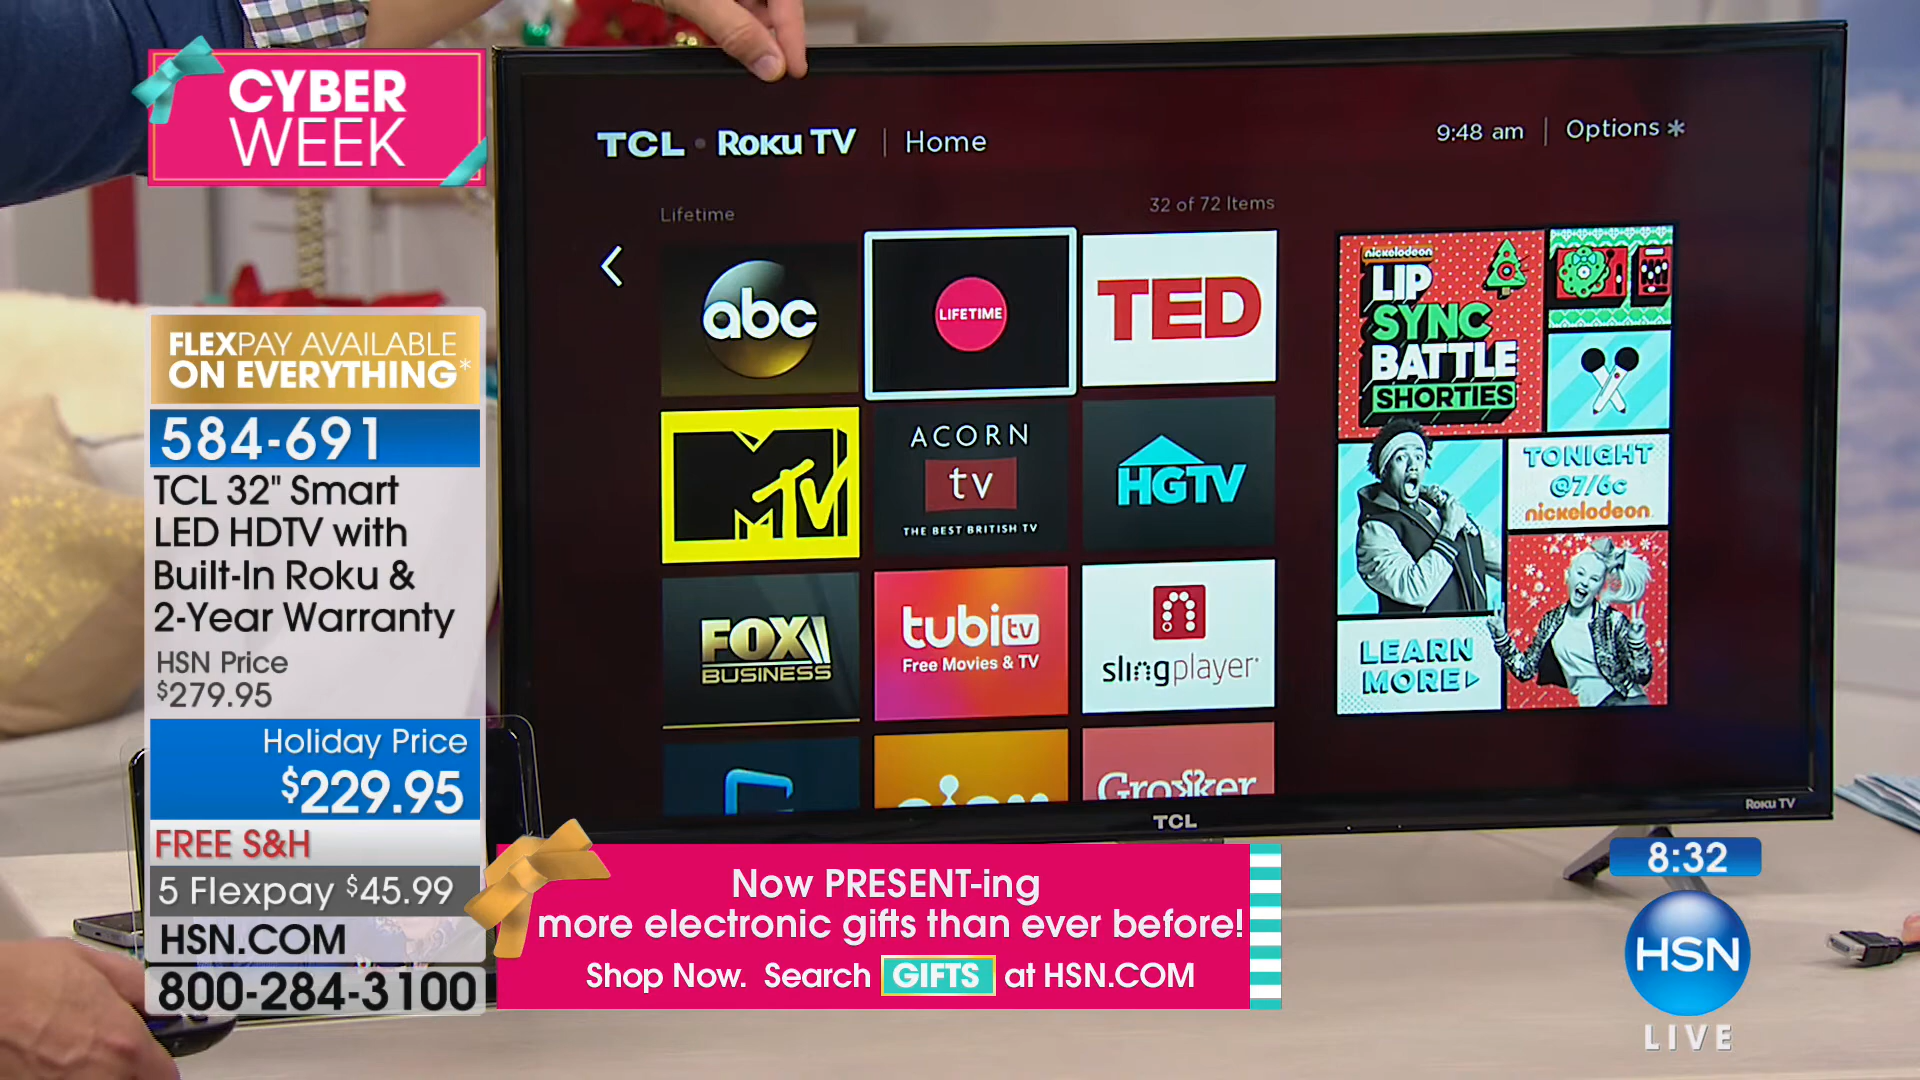 CYBER
WEEK
FLEXPAY AVAILABLE
ON EVERYTHING*
584-691
TCL 32" Smart
LED HDTV with
Built-In Roku &
2-Year Warranty
HSN Price
$279.95
Holiday Price
$229.95
FREE S&H
5 Flexpay $45.99
HSN.COM
800-284-3100
TCL • Roku TV | Home
9:48 am | Options *
Lifetime
32 of 72 Items
abc
LIFETIME
TED
MTV
ACORN
tv
THE BEST BRITISH TV
HGTV
FOX
BUSINESS
tubi tv
Free Movies & TV
slingplayer
Grokker
nickelodeon
LIP
SYNC
BATTLE
SHORTIES
TONIGHT
@7/6c
nickelodeon
LEARN
MORE
TCL
Roku TV
Now PRESENT-ing
more electronic gifts than ever before!
Shop Now. Search GIFTS at HSN.COM
8:32
HSN
LIVE